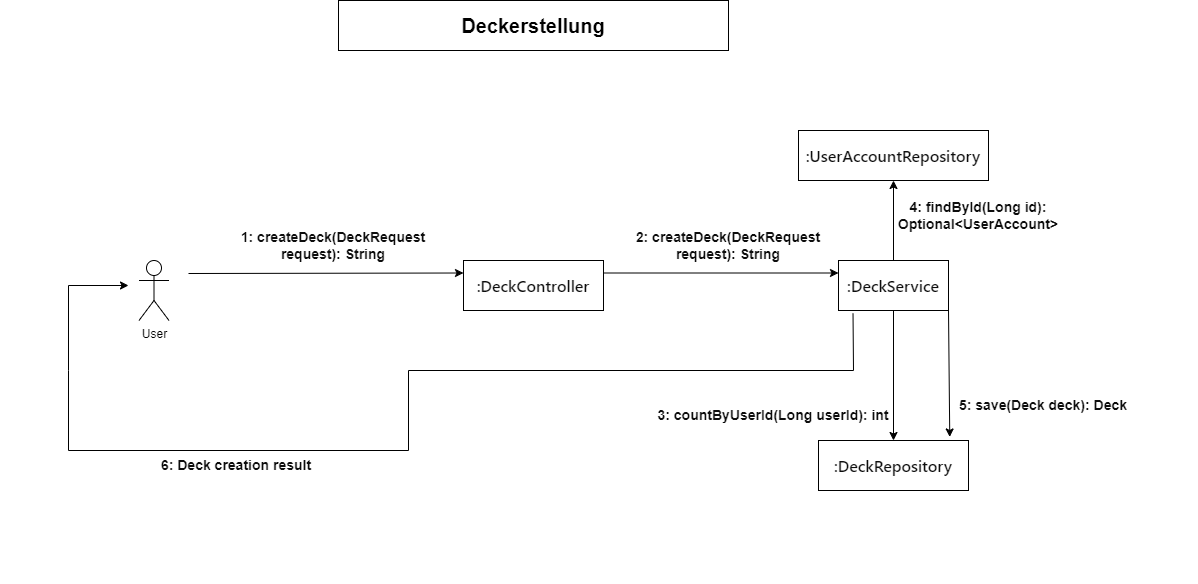 Deckerstellung
:UserAccountRepository
4: findById(Long id):
Optional<UserAccount>
1: createDeck(DeckRequest
request): String
2: createDeck(DeckRequest
request): String
:DeckController
:DeckService
User
3: countByUserId(Long userId): int
5: save(Deck deck): Deck
6: Deck creation result
:DeckRepository